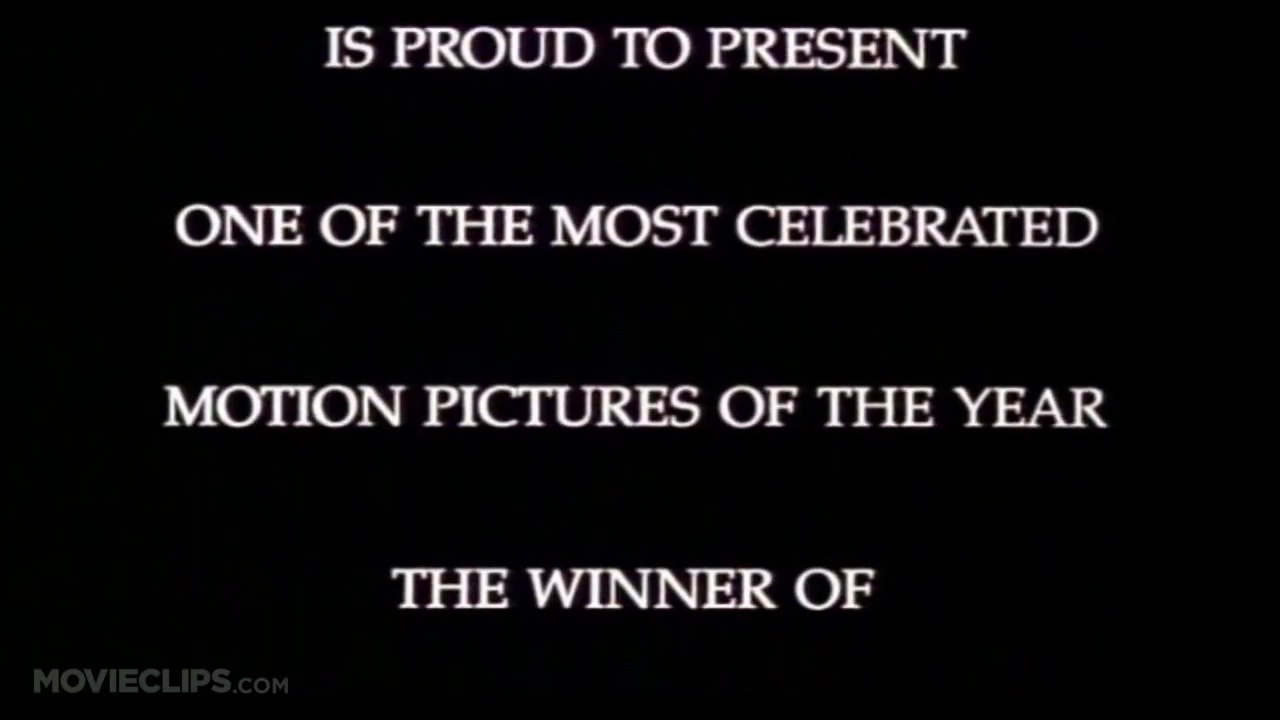 IS PROUD TO PRESENT
ONE OF THE MOST CELEBRATED
MOTION PICTURES OF THE YEAR
THE WINNER OF
MOVIECLIPS.COM